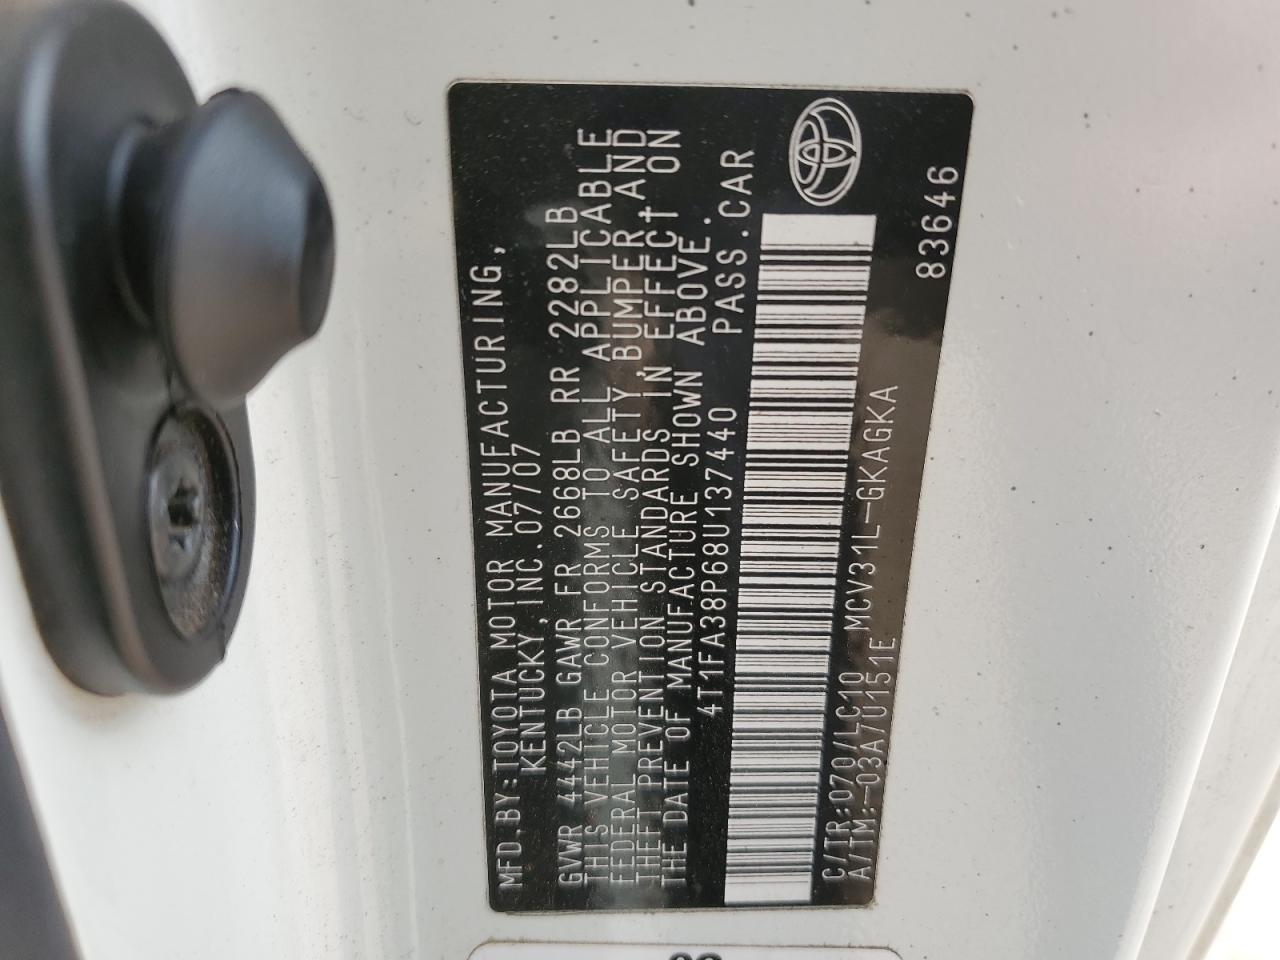 MFD.BY:TOYOTA MOTOR MANUFACTURING,
KENTUCKY,INC.07/07
GVWR 4442LB GAWR FR 2668LB RR 2282LB
THIS VEHICLE CONFORMS TO ALL APPLICABLE
FEDERAL MOTOR VEHICLE SAFETY,BUMPER,AND
THEFT PREVENTION STANDARDS IN EFFECT ON
THE DATE OF MANUFACTURE SHOWN ABOVE.
4T1FA38P68U137440 PASS.CAR
C/TR:070/LC10 MCV31L-GKAGKA
A/TM:-03A/U151E
83646